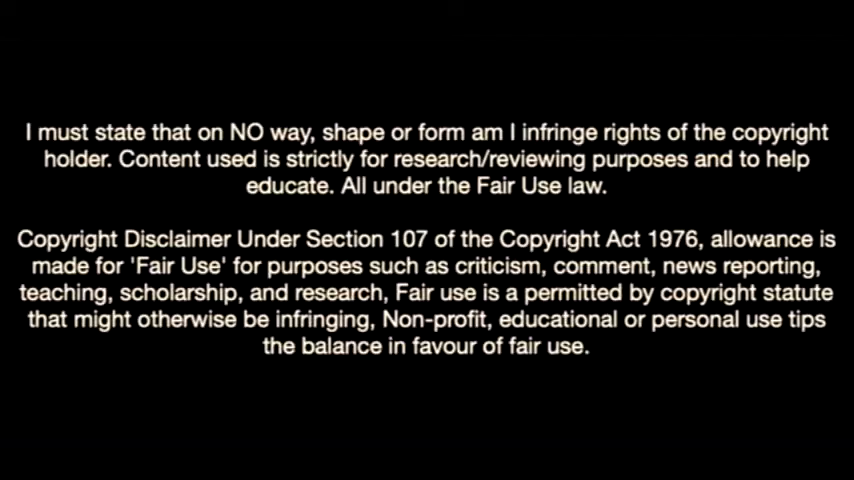 I must state that on NO way, shape or form am I infringe rights of the copyright
holder. Content used is strictly for research/reviewing purposes and to help
educate. All under the Fair Use law.
Copyright Disclaimer Under Section 107 of the Copyright Act 1976, allowance is
made for 'Fair Use' for purposes such as criticism, comment, news reporting,
teaching, scholarship, and research, Fair use is a permitted by copyright statute
that might otherwise be infringing, Non-profit, educational or personal use tips
the balance in favour of fair use.